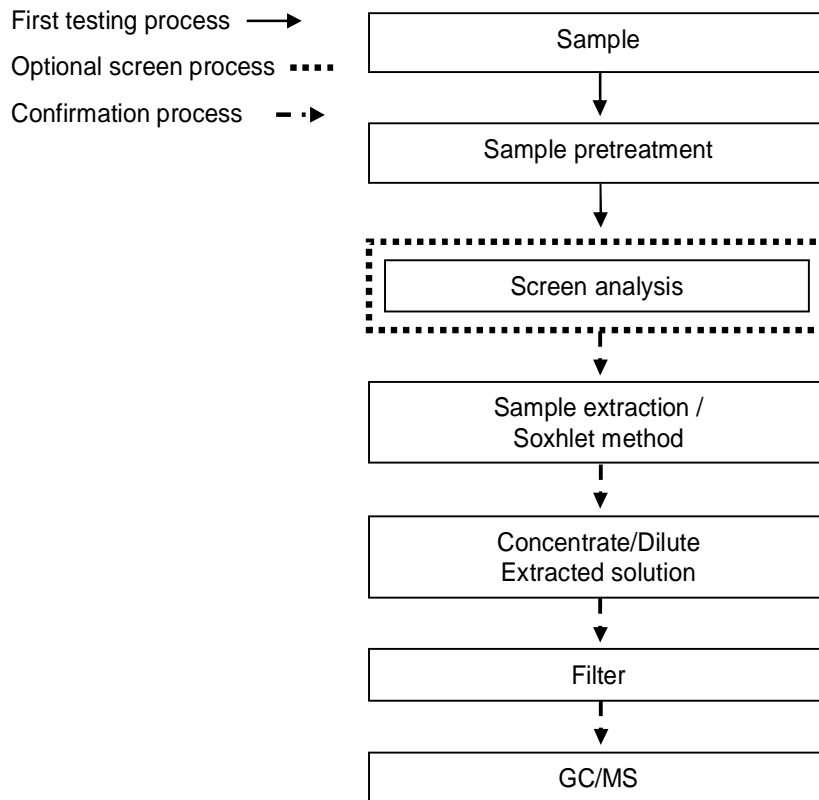 First testing process
Optional screen process
Confirmation process
Sample
Sample pretreatment
Screen analysis
Sample extraction /
Soxhlet method
Concentrate/Dilute
Extracted solution
Filter
GC/MS